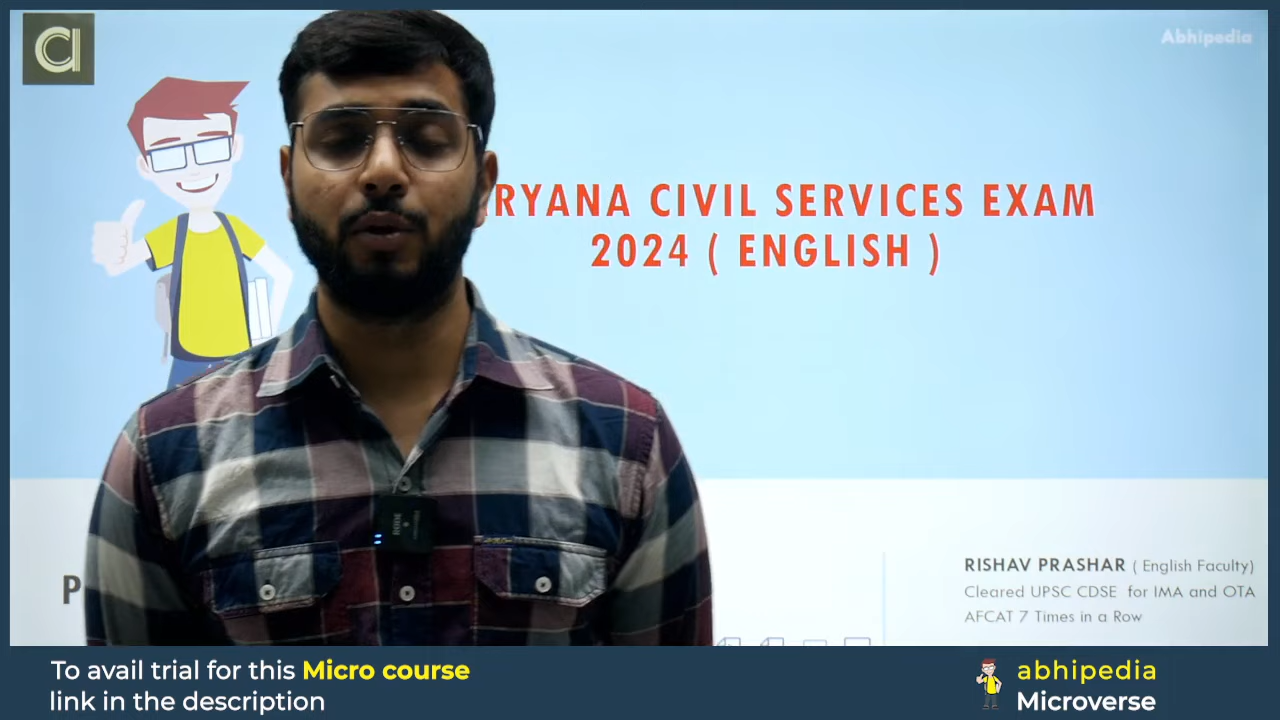 Abhipedia
RYANA CIVIL SERVICES EXAM
2024 ( ENGLISH )
RODE
P
RISHAV PRASHAR ( English Faculty)
Cleared UPSC CDSE for IMA and OTA
AFCAT 7 Times in a Row
To avail trial for this Micro course
link in the description
abhipedia
Microverse